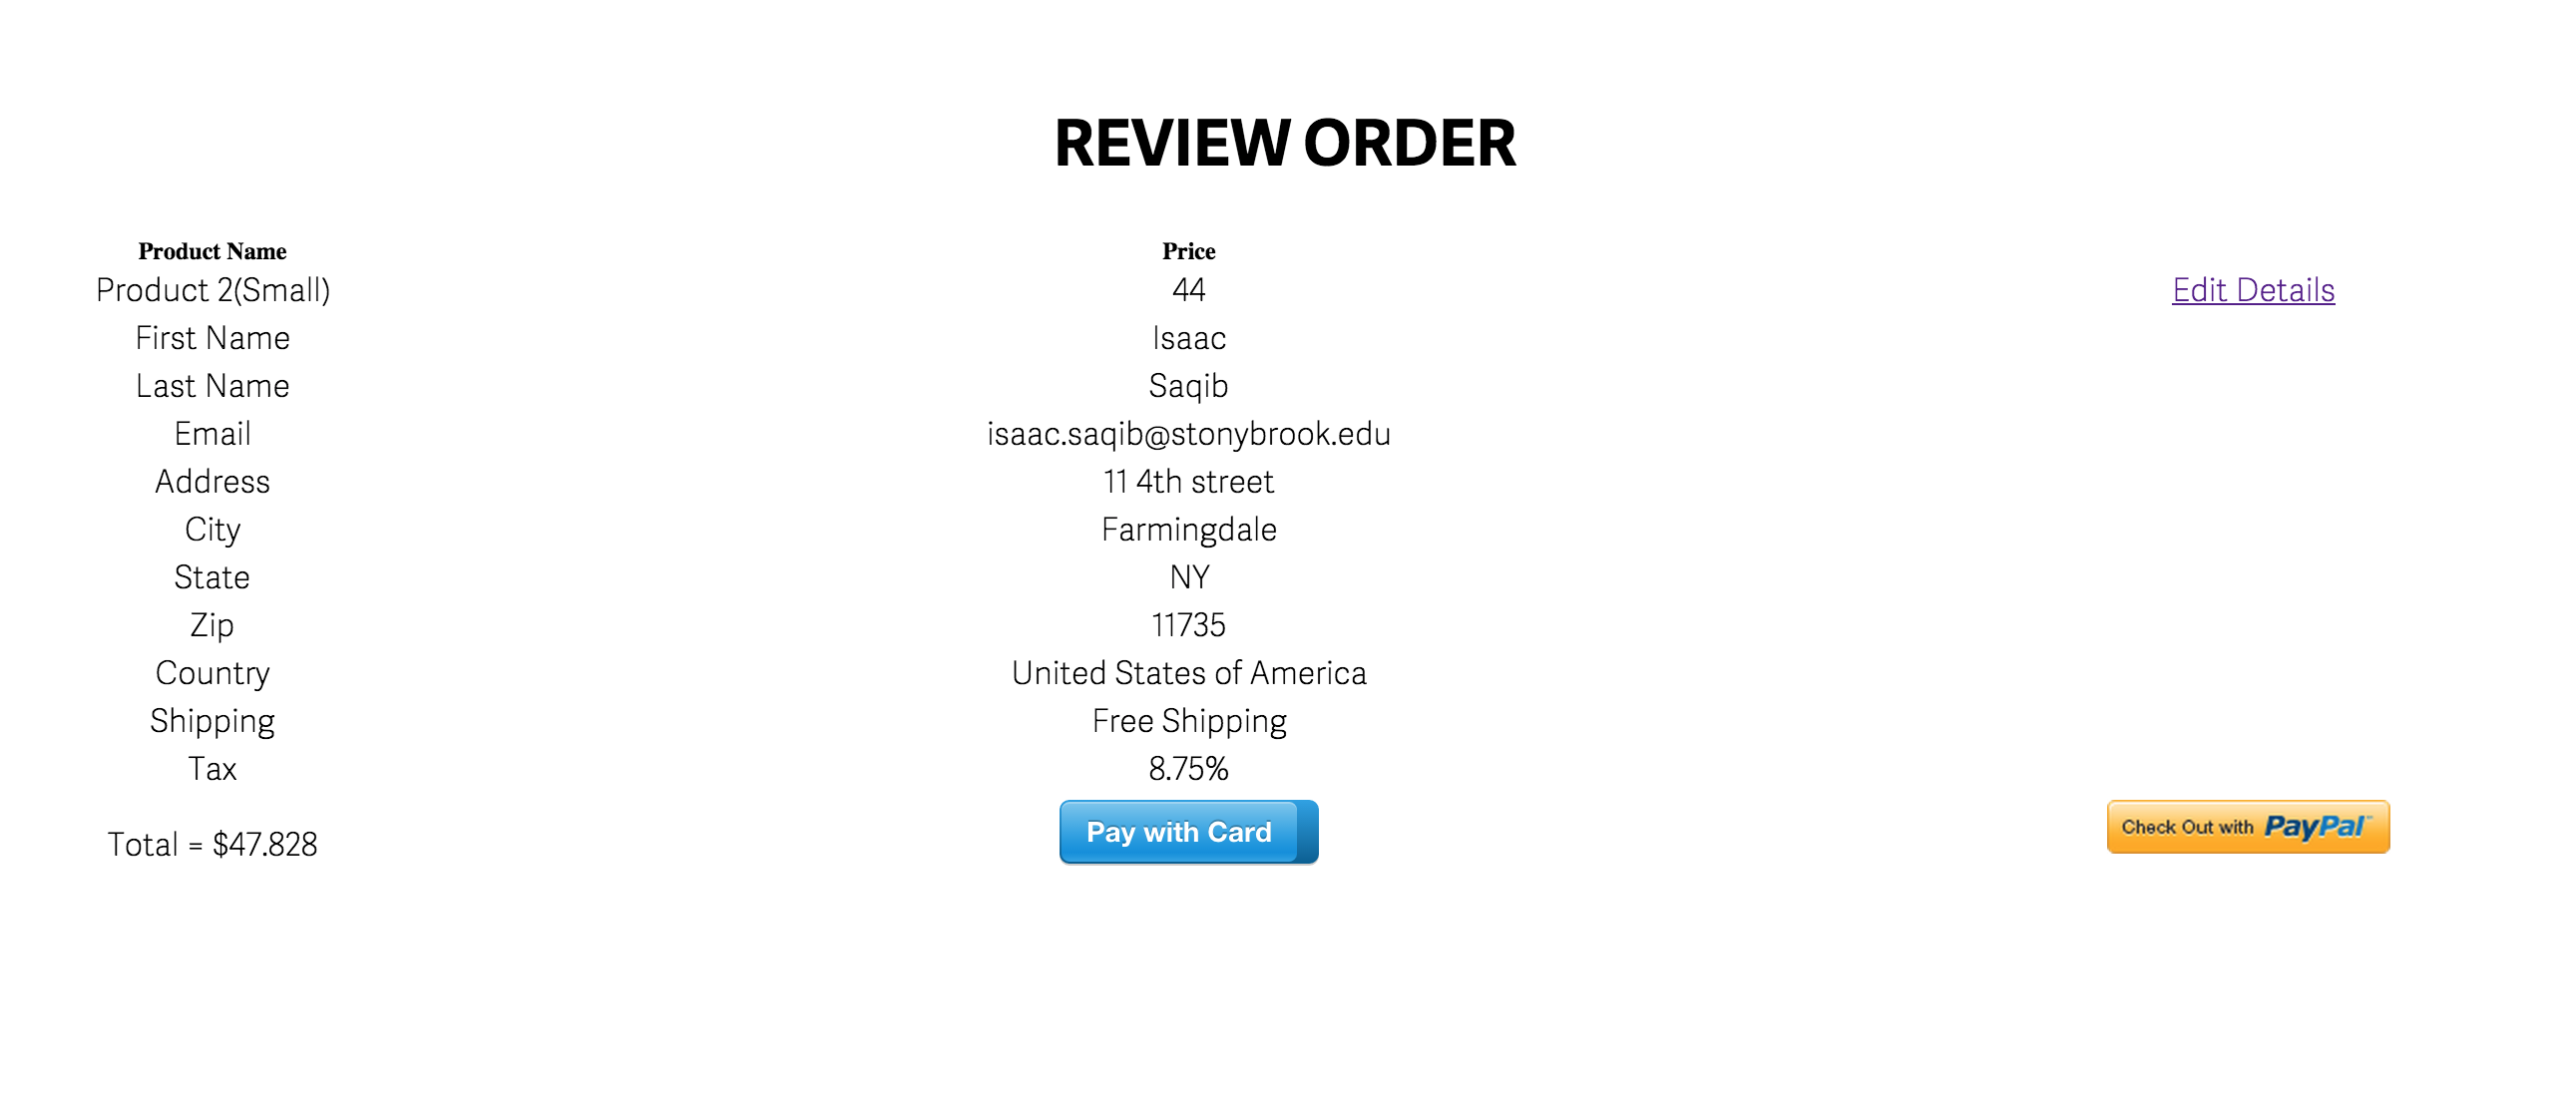 REVIEW ORDER
Product Name Price
Product 2(Small) 44 Edit Details
First Name Isaac
Last Name Saqib
Email isaac.saqib@stonybrook.edu
Address 11 4th street
City Farmingdale
State NY
Zip 11735
Country United States of America
Shipping Free Shipping
Tax 8.75%
Total = $47.828 Pay with Card Check Out with PayPal™